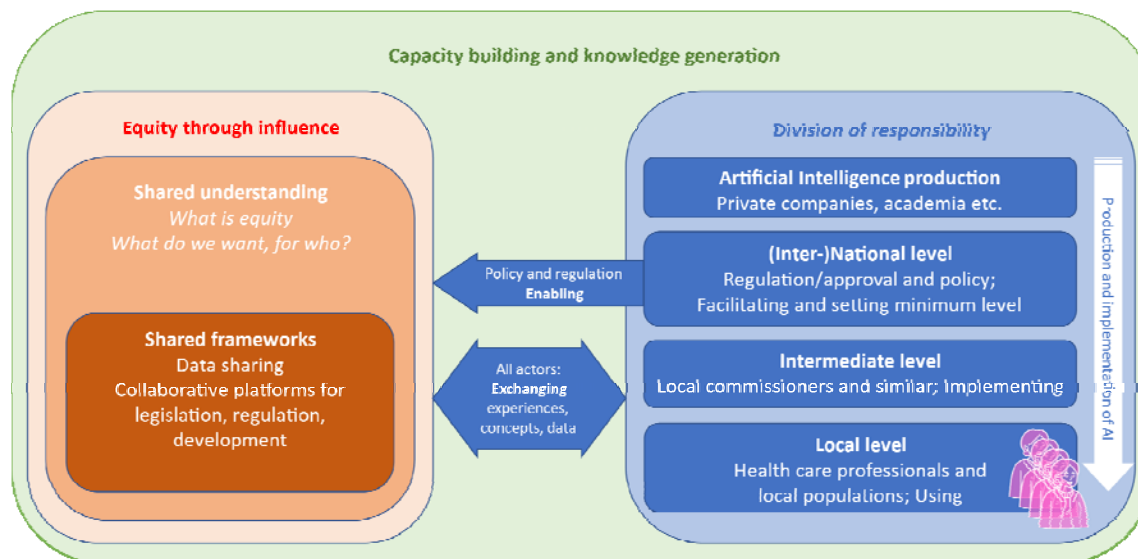 Capacity building and knowledge generation
Equity through influence
Shared understanding
What is equity
What do we want, for who?
Shared frameworks
Data sharing
Collaborative platforms for
legislation, regulation,
development
Policy and regulation
Enabling
All actors:
Exchanging
experiences,
concepts, data
Division of responsibility
Artificial Intelligence production
Private companies, academia etc.
(Inter-)National level
Regulation/approval and policy;
Facilitating and setting minimum level
Intermediate level
Local commissioners and similar; Implementing
Local level
Health care professionals and
local populations; Using
Production and implementation of AI